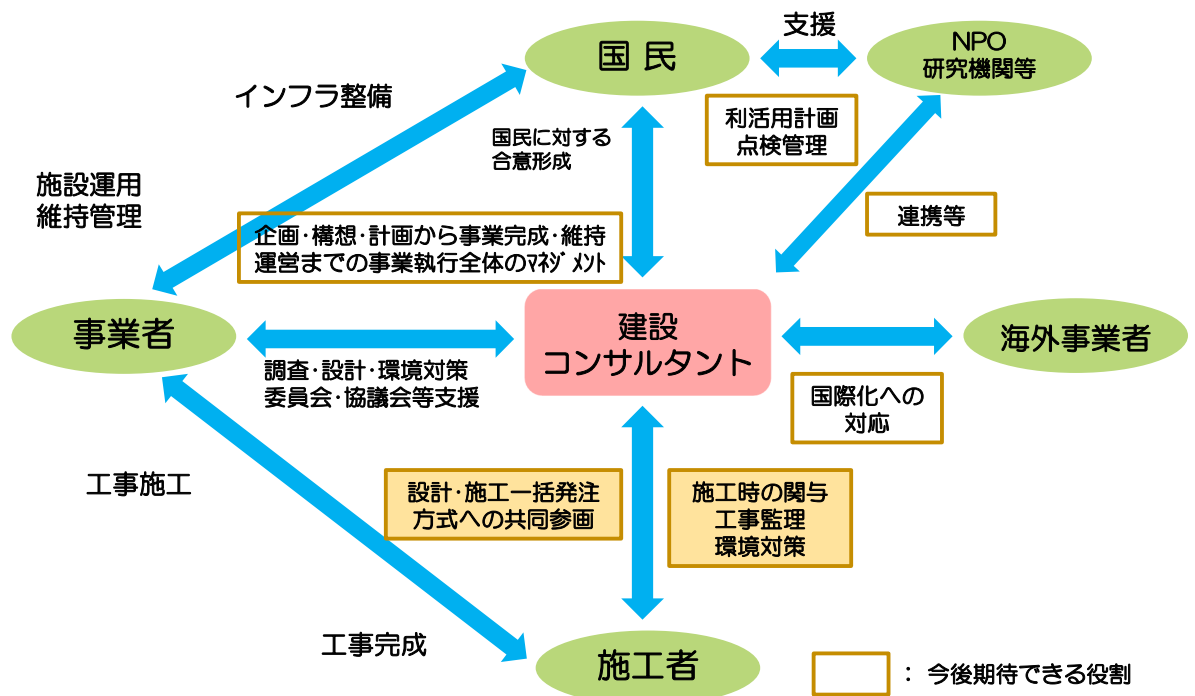 支援
国 民
NPO
研究機関等
インフラ整備
利活用計画
点検管理
国民に対する
合意形成
施設運用
維持管理
連携等
企画・構想・計画から事業完成・維持
運営までの事業執行全体のﾏﾈｼﾞﾒﾝﾄ
事業者
建設
コンサルタント
海外事業者
調査・設計・環境対策
委員会・協議会等支援
国際化への
対応
工事施工
設計・施工一括発注
方式への共同参画
施工時の関与
工事監理
環境対策
工事完成
施工者
： 今後期待できる役割